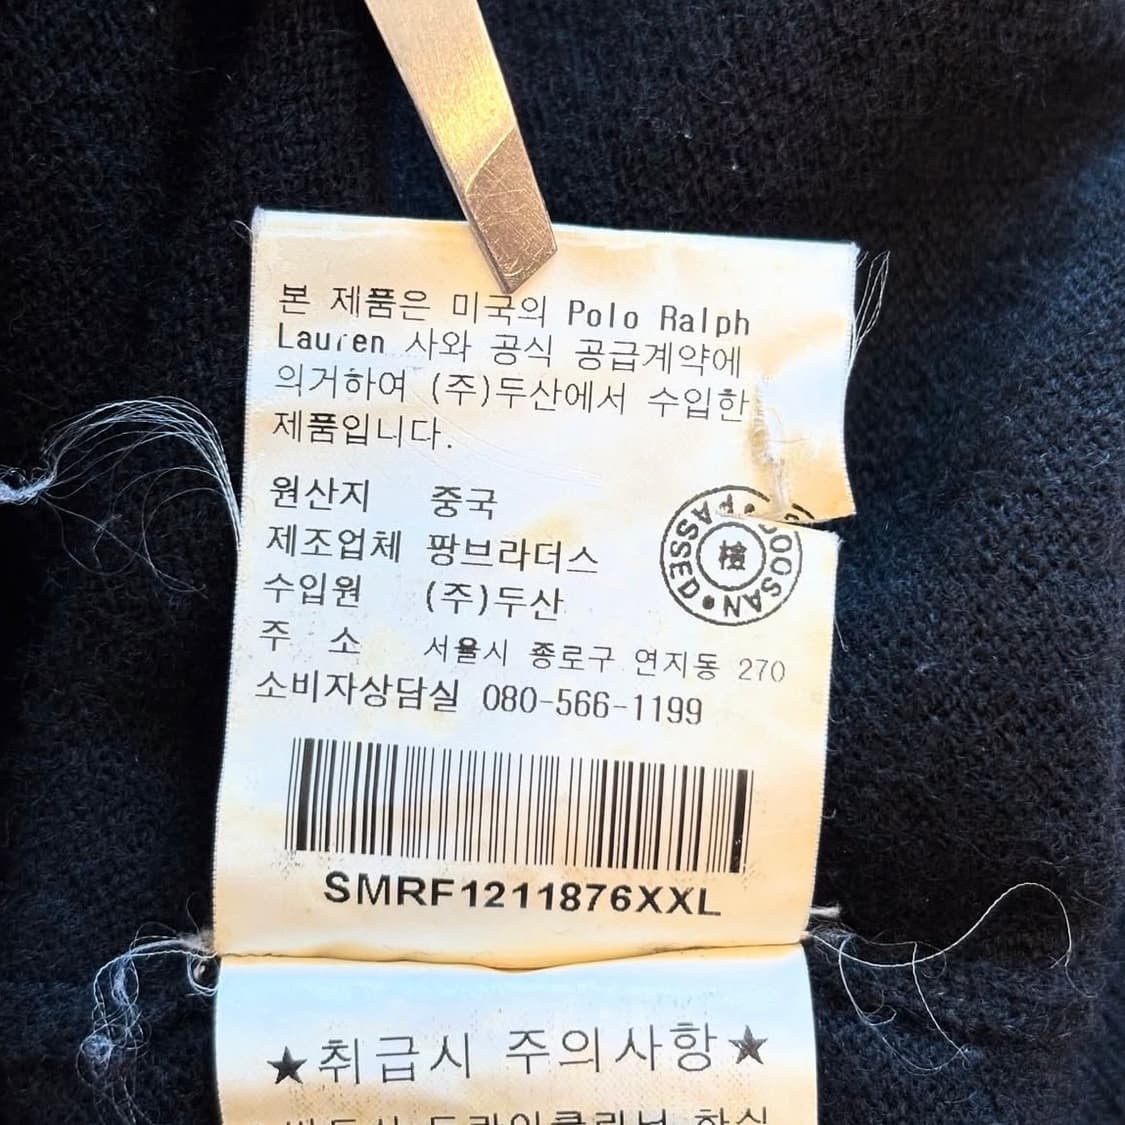 본 제품은 미국의 Polo Ralph
Lauren 사와 공식 공급계약에
의거하여 (주)두산에서 수입한
제품입니다.
원산지 중국
제조업체 팡브라더스
수입원 (주)두산
주 소 서울시 종로구 연지동 270
소비자상담실 080-566-1199
PASSED DOOSAN
檢
SMRF1211876XXL
★취급시 주의사항★